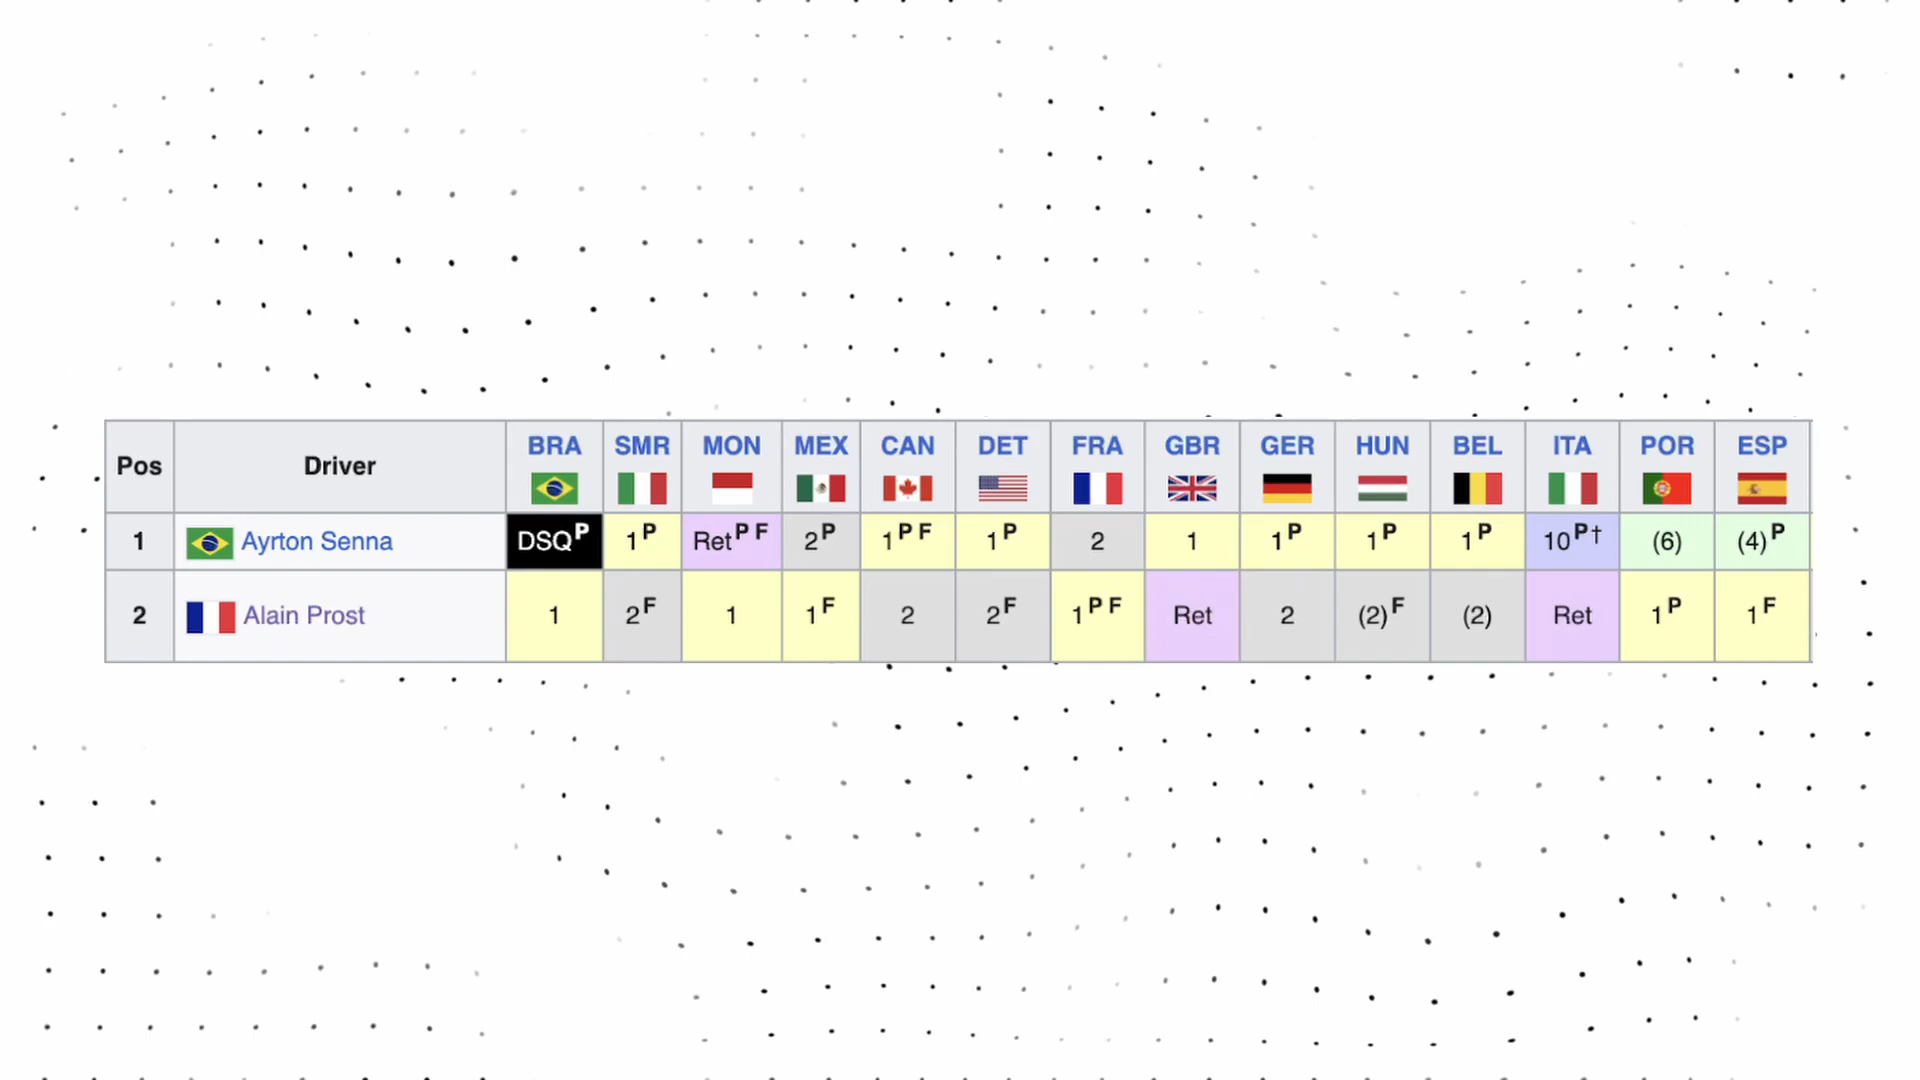 Pos Driver BRA SMR MON MEX CAN DET FRA GBR GER HUN BEL ITA POR ESP
1 Ayrton Senna DSQ P 1 P Ret P F 2 P 1 P F 1 P 2 1 1 P 1 P 1 P 10 P † (6) (4) P
2 Alain Prost 1 2 F 1 1 F 2 2 F 1 P F Ret 2 (2) F (2) Ret 1 P 1 F